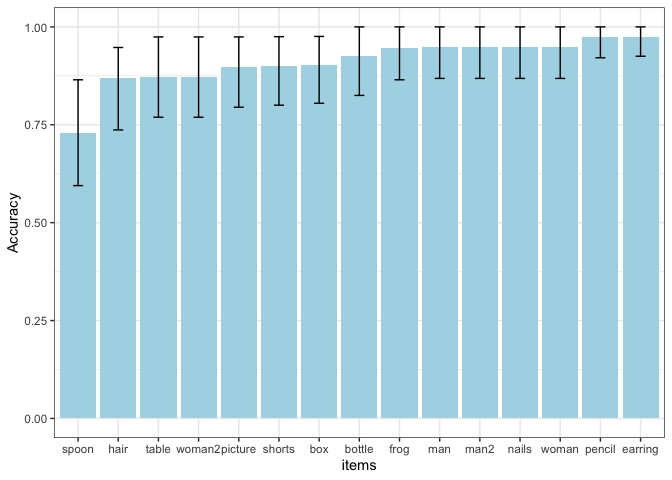 1.00
0.75
0.50
0.25
0.00
Accuracy
spoon hair table woman2 picture shorts box bottle frog man man2 nails woman pencil earring
items